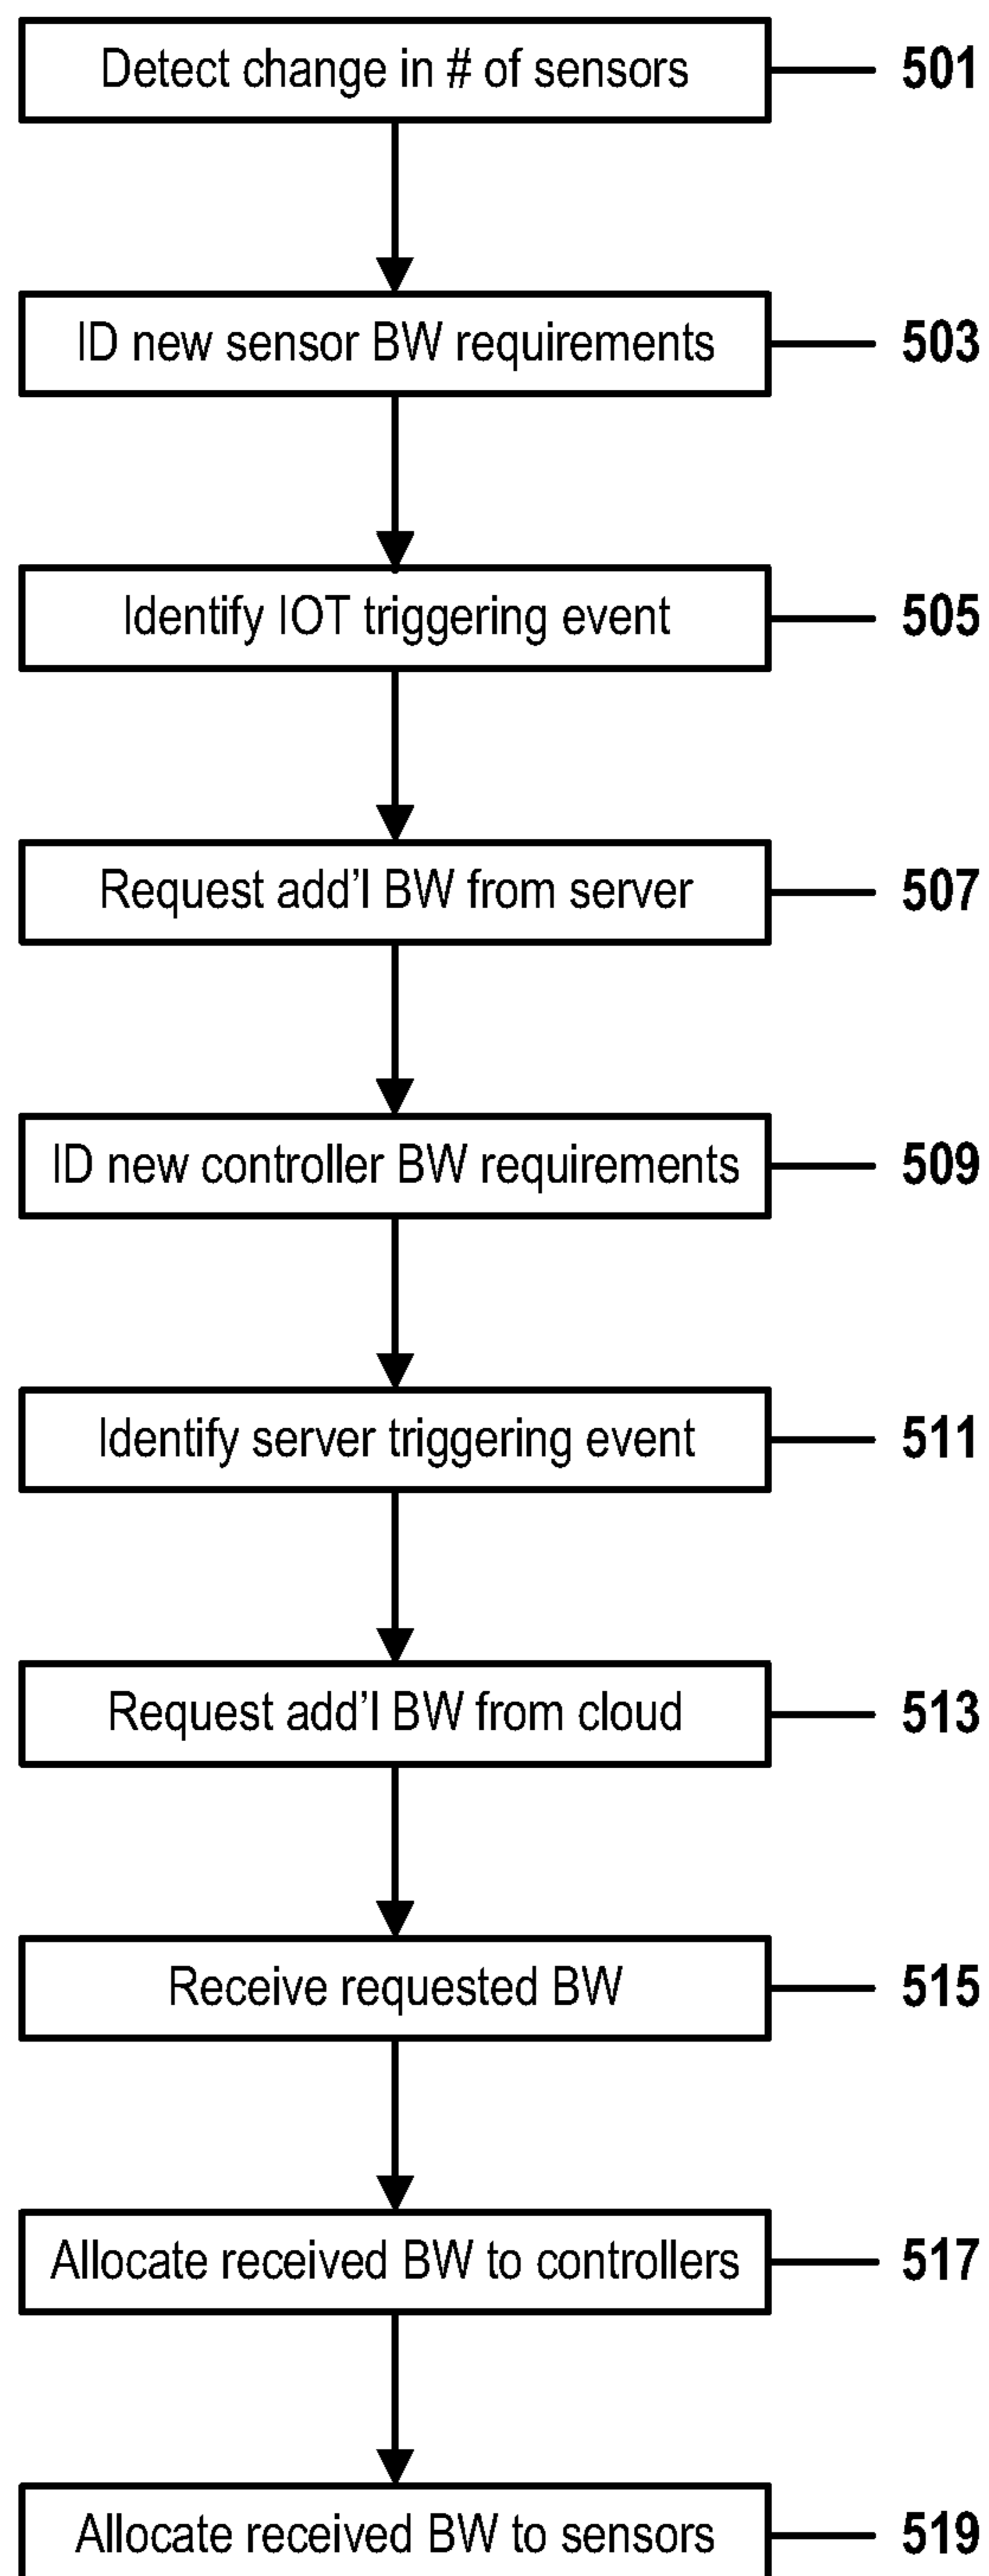 Detect change in # of sensors 501
ID new sensor BW requirements 503
Identify IOT triggering event 505
Request add'l BW from server 507
ID new controller BW requirements 509
Identify server triggering event 511
Request add'l BW from cloud 513
Receive requested BW 515
Allocate received BW to controllers 517
Allocate received BW to sensors 519